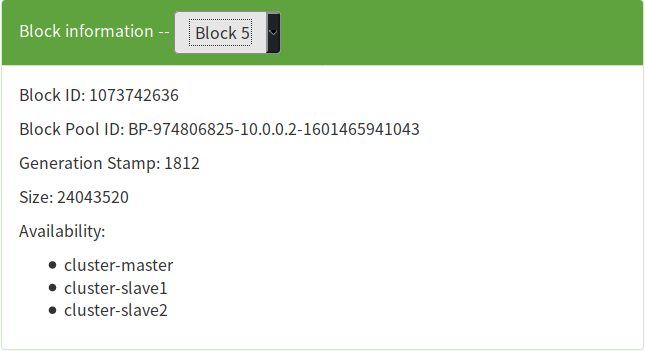 Block information -- Block 5
Block ID: 1073742636
Block Pool ID: BP-974806825-10.0.0.2-1601465941043
Generation Stamp: 1812
Size: 24043520
Availability:
cluster-master
cluster-slave1
cluster-slave2